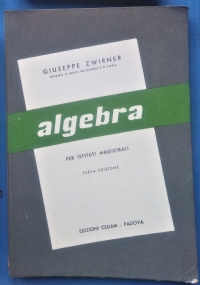 GIUSEPPE ZWIRNER
algebra
PER ISTITUTI MAGISTRALI
TERZA EDIZIONE
EDIZIONI CEDAM - PADOVA